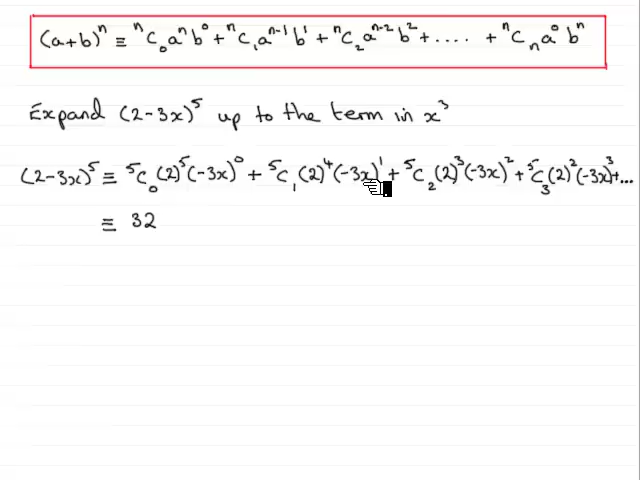 (a+b)ⁿ ≡ ⁿC₀aⁿb⁰ + ⁿC₁aⁿ⁻¹b¹ + ⁿC₂aⁿ⁻²b² + .... + ⁿCₙa⁰bⁿ
Expand (2-3x)⁵ up to the term in x³
(2-3x)⁵ ≡ ⁵C₀(2)⁵(-3x)⁰ + ⁵C₁(2)⁴(-3x)¹ + ⁵C₂(2)³(-3x)² + ⁵C₃(2)²(-3x)³+...
≡ 32